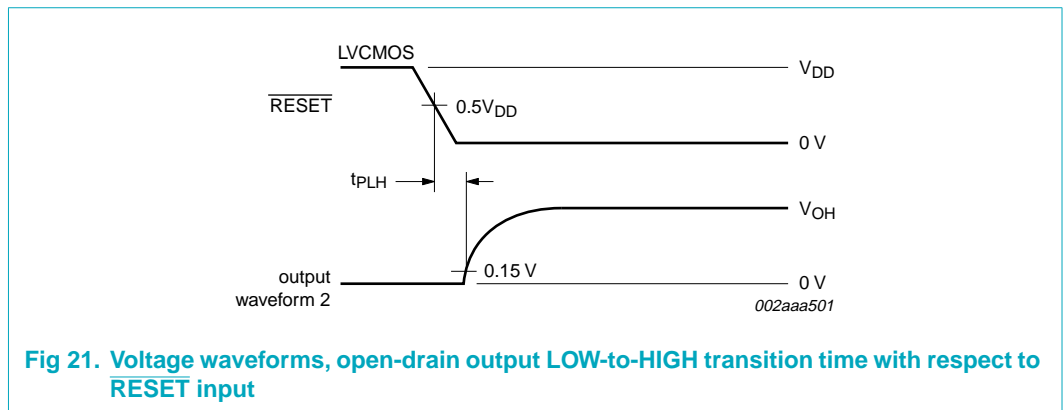 LVCMOS
V_DD
RESET
0.5V_DD
0 V
t_PLH
V_OH
0.15 V
output
waveform 2
0 V
002aaa501
Fig 21. Voltage waveforms, open-drain output LOW-to-HIGH transition time with respect to
RESET input